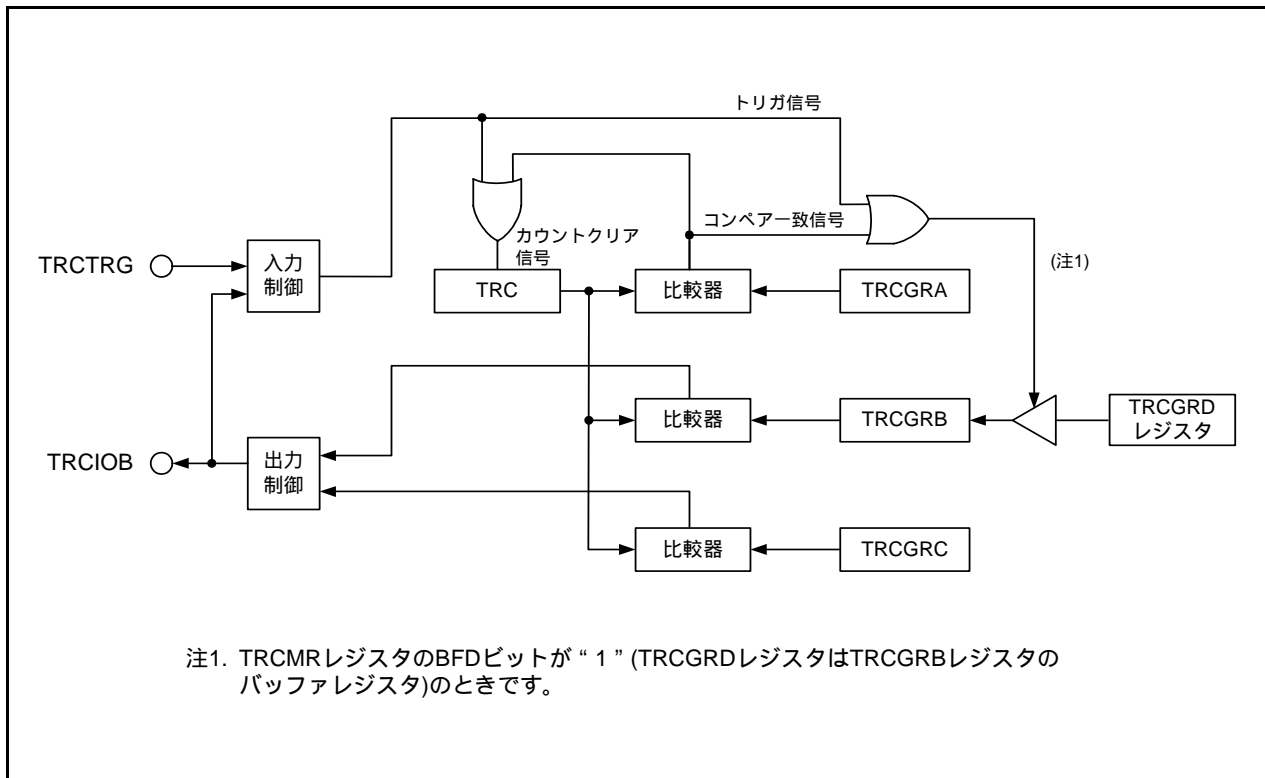 トリガ信号
コンペア一致信号
カウントクリア
信号
(注1)
TRCTRG
入力
制御
TRC
比較器
TRCGRA
TRCIOB
出力
制御
比較器
TRCGRB
TRCGRD
レジスタ
比較器
TRCGRC
注1. TRCMRレジスタのBFDビットが“1”(TRCGRDレジスタはTRCGRBレジスタの
バッファレジスタ)のときです。